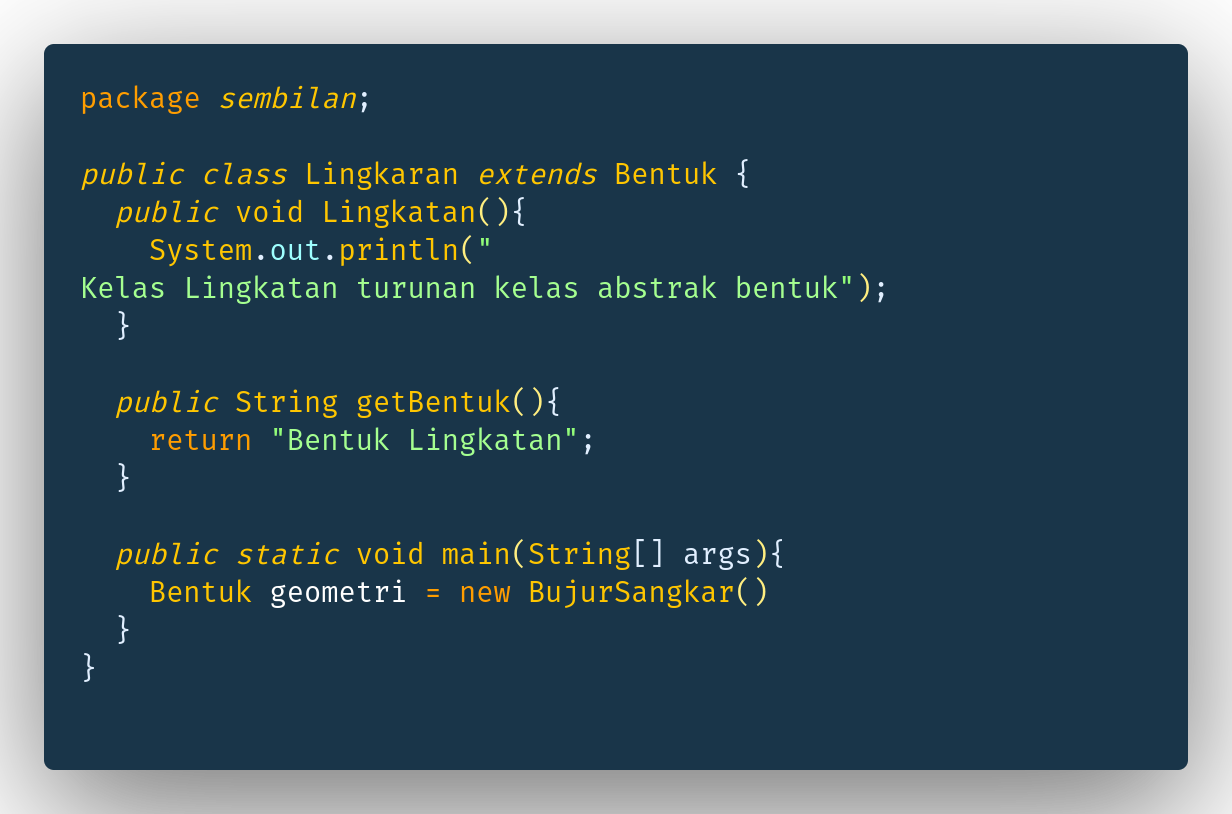 package sembilan;

public class Lingkaran extends Bentuk {
  public void Lingkatan(){
    System.out.println("
Kelas Lingkatan turunan kelas abstrak bentuk");
  }

  public String getBentuk(){
    return "Bentuk Lingkatan";
  }

  public static void main(String[] args){
    Bentuk geometri = new BujurSangkar()
  }
}